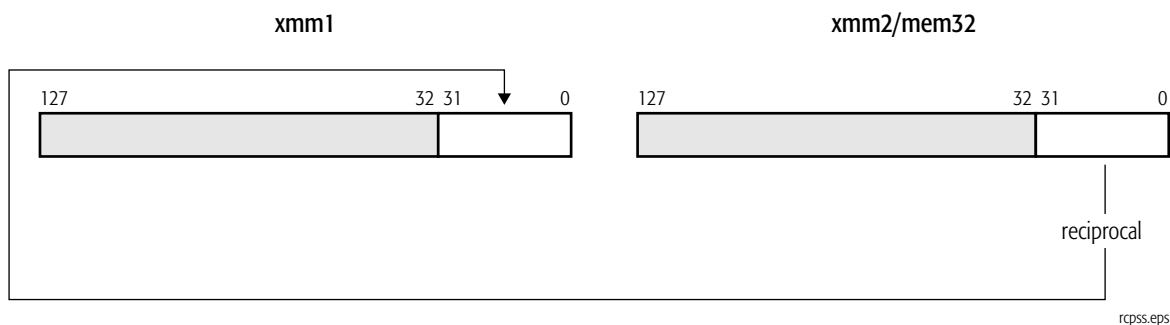 xmm1 xmm2/mem32
127 32 31 0 127 32 31 0
reciprocal
rcpss.eps